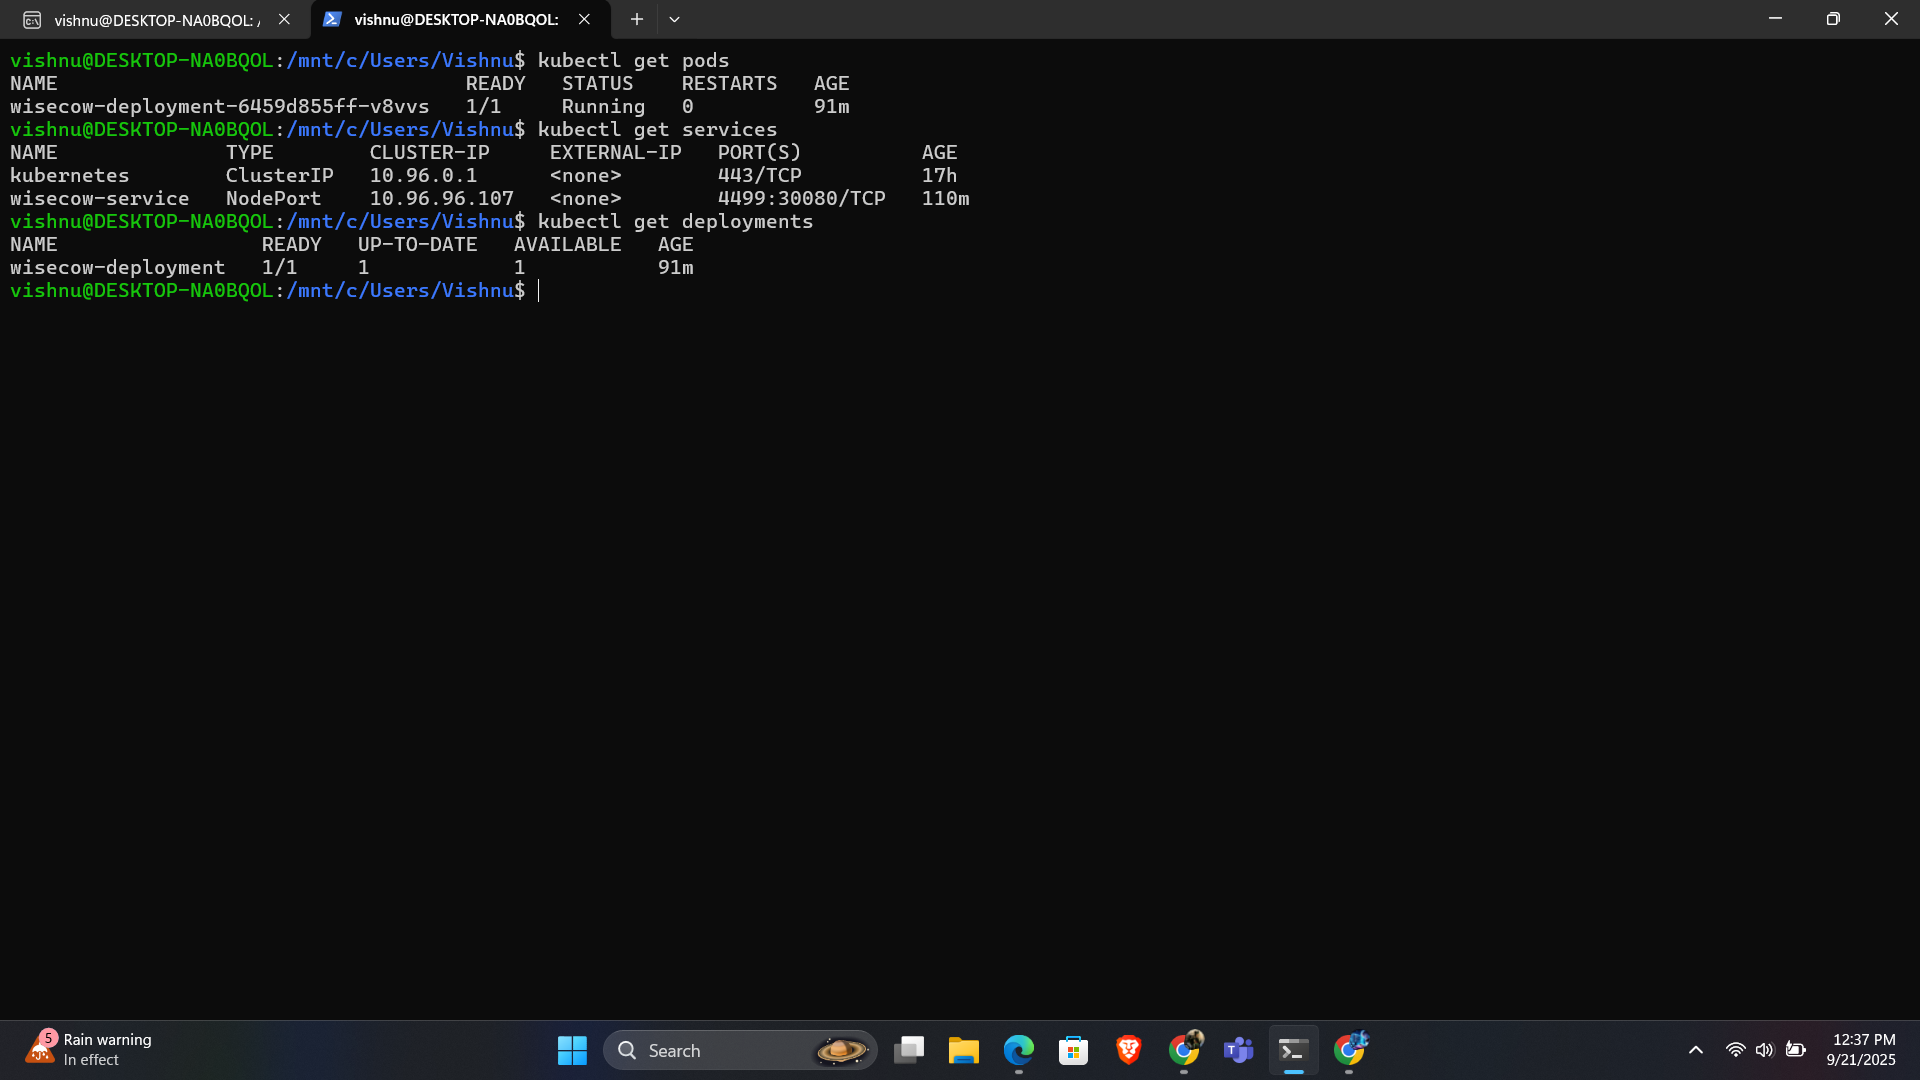 vishnu@DESKTOP-NA0BQOL: /
vishnu@DESKTOP-NA0BQOL:
vishnu@DESKTOP-NA0BQOL:/mnt/c/Users/Vishnu$ kubectl get pods
NAME READY STATUS RESTARTS AGE
wisecow-deployment-6459d855ff-v8vvs 1/1 Running 0 91m
vishnu@DESKTOP-NA0BQOL:/mnt/c/Users/Vishnu$ kubectl get services
NAME TYPE CLUSTER-IP EXTERNAL-IP PORT(S) AGE
kubernetes ClusterIP 10.96.0.1 <none> 443/TCP 17h
wisecow-service NodePort 10.96.96.107 <none> 4499:30080/TCP 110m
vishnu@DESKTOP-NA0BQOL:/mnt/c/Users/Vishnu$ kubectl get deployments
NAME READY UP-TO-DATE AVAILABLE AGE
wisecow-deployment 1/1 1 1 91m
vishnu@DESKTOP-NA0BQOL:/mnt/c/Users/Vishnu$
5
Rain warning
In effect
Search
12:37 PM
9/21/2025